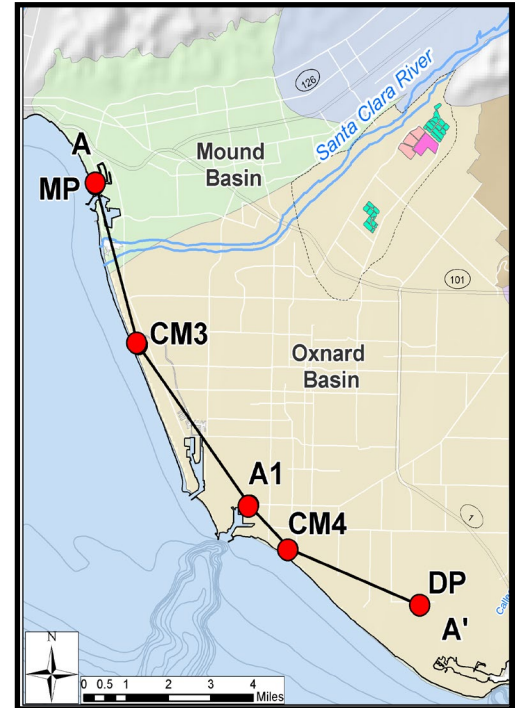 126
Santa Clara River
A
Mound
Basin
MP
101
CM3
Oxnard
Basin
A1
1
CM4
DP
A'
N
0 0.5 1 2 3 4
Miles